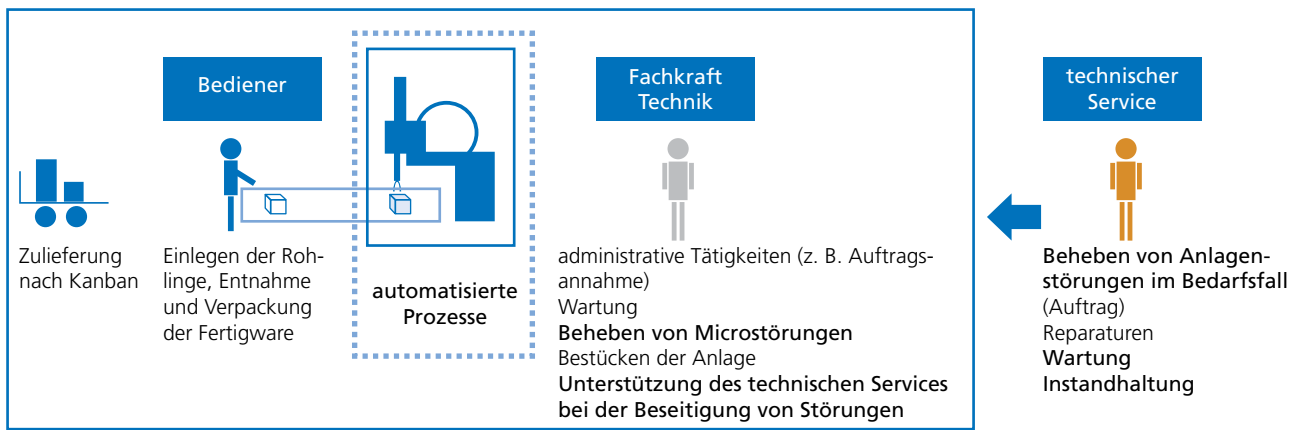 Bediener
Fachkraft
Technik
technischer
Service
Zulieferung
nach Kanban
Einlegen der Roh-
linge, Entnahme
und Verpackung
der Fertigware
automatisierte
Prozesse
administrative Tätigkeiten (z. B. Auftrags-
annahme)
Wartung
Beheben von Microstörungen
Bestücken der Anlage
Unterstützung des technischen Services
bei der Beseitigung von Störungen
Beheben von Anlagen-
störungen im Bedarfsfall
(Auftrag)
Reparaturen
Wartung
Instandhaltung